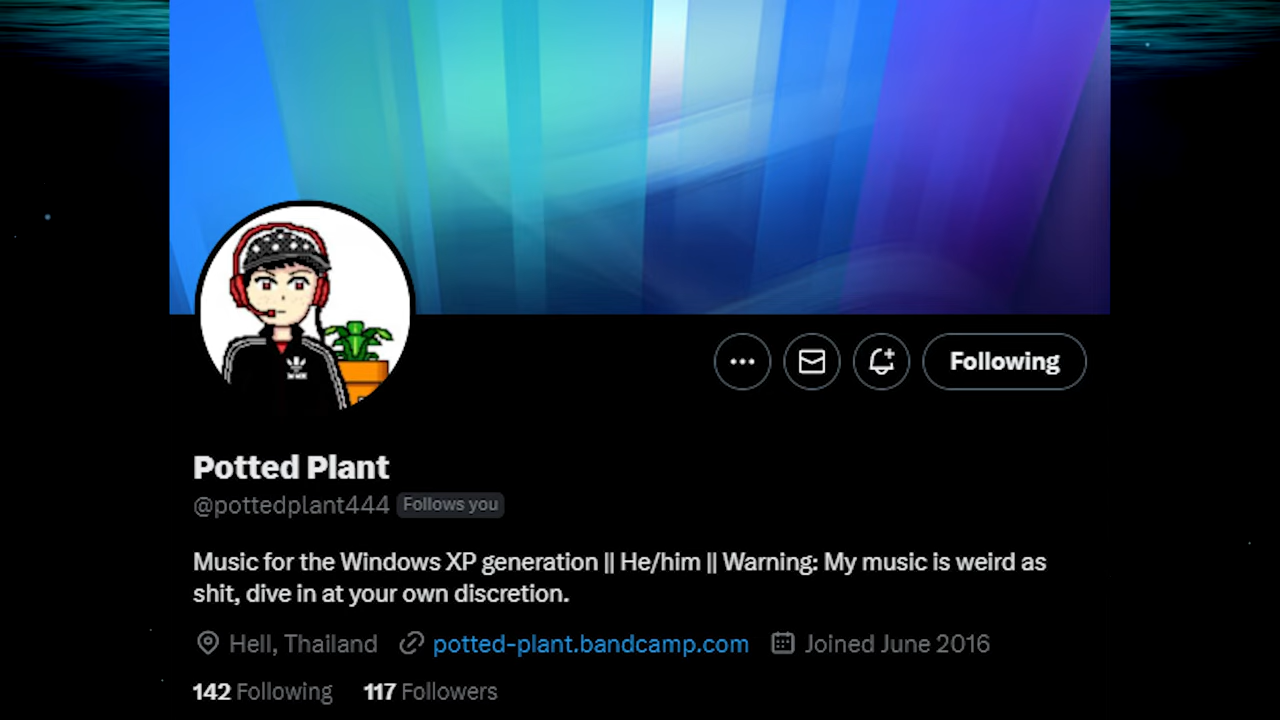 Following
Potted Plant
@pottedplant444 Follows you
Music for the Windows XP generation || He/him || Warning: My music is weird as
shit, dive in at your own discretion.
Hell, Thailand potted-plant.bandcamp.com Joined June 2016
142 Following 117 Followers